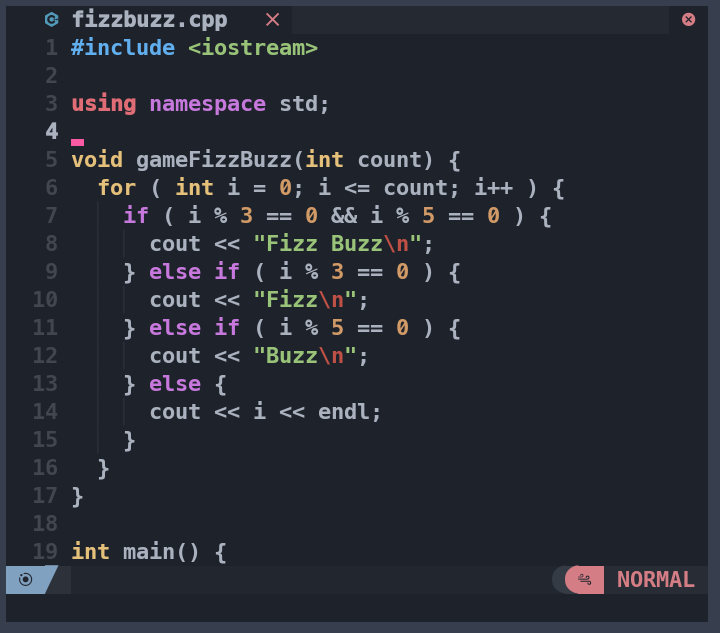 fizzbuzz.cpp
1 #include <iostream>
2
3 using namespace std;
4
5 void gameFizzBuzz(int count) {
6   for ( int i = 0; i <= count; i++ ) {
7     if ( i % 3 == 0 && i % 5 == 0 ) {
8       cout << "Fizz Buzz\n";
9     } else if ( i % 3 == 0 ) {
10       cout << "Fizz\n";
11     } else if ( i % 5 == 0 ) {
12       cout << "Buzz\n";
13     } else {
14       cout << i << endl;
15     }
16   }
17 }
18
19 int main() {
NORMAL